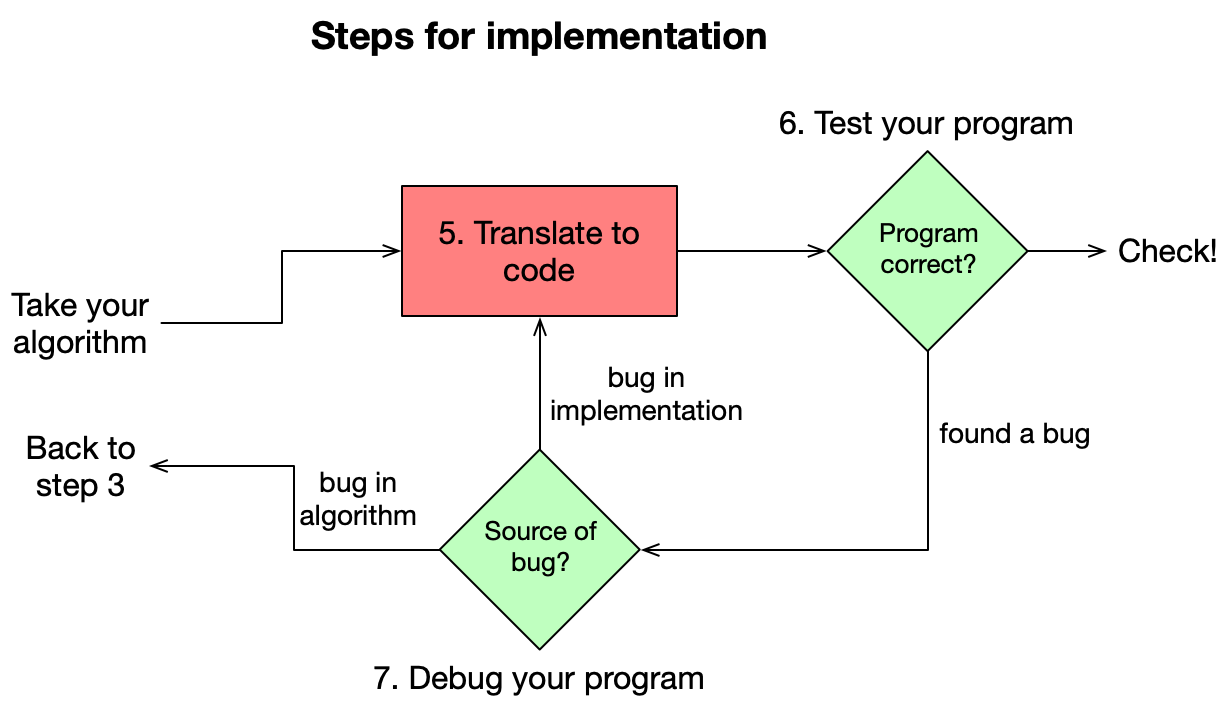 Steps for implementation
6. Test your program
5. Translate to
code
Program
correct?
Check!
Take your
algorithm
bug in
implementation
found a bug
Back to
step 3
bug in
algorithm
Source of
bug?
7. Debug your program